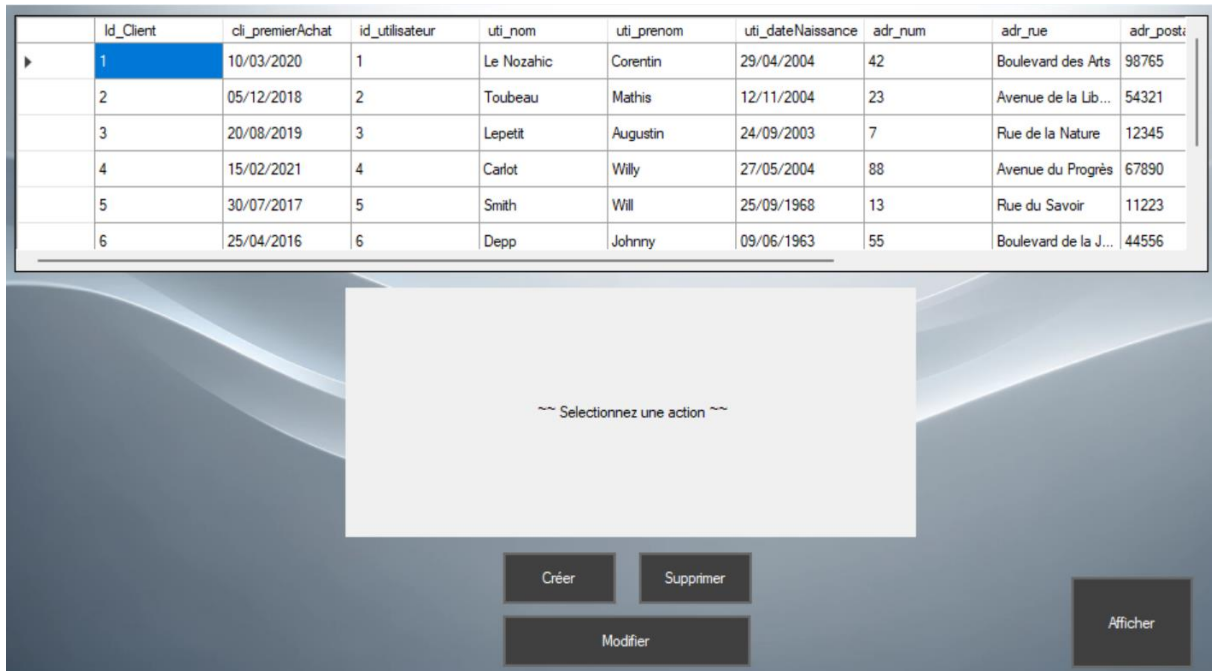 Id_Client cli_premierAchat id_utilisateur uti_nom uti_prenom uti_dateNaissance adr_num adr_rue adr_posta
1 10/03/2020 1 Le Nozahic Corentin 29/04/2004 42 Boulevard des Arts 98765
2 05/12/2018 2 Toubeau Mathis 12/11/2004 23 Avenue de la Lib... 54321
3 20/08/2019 3 Lepetit Augustin 24/09/2003 7 Rue de la Nature 12345
4 15/02/2021 4 Carlot Willy 27/05/2004 88 Avenue du Progrès 67890
5 30/07/2017 5 Smith Will 25/09/1968 13 Rue du Savoir 11223
6 25/04/2016 6 Depp Johnny 09/06/1963 55 Boulevard de la J... 44556
~~ Selectionnez une action ~~
Créer Supprimer
Modifier
Afficher